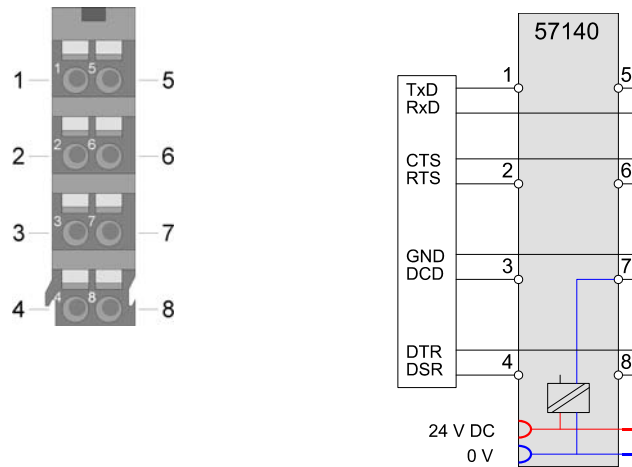 1 1 5 5
2 2 6 6
3 3 7 7
4 4 8 8
57140
1 5
TxD
RxD
CTS
RTS
2 6
GND
DCD
3 7
DTR
DSR
4 8
24 V DC
0 V